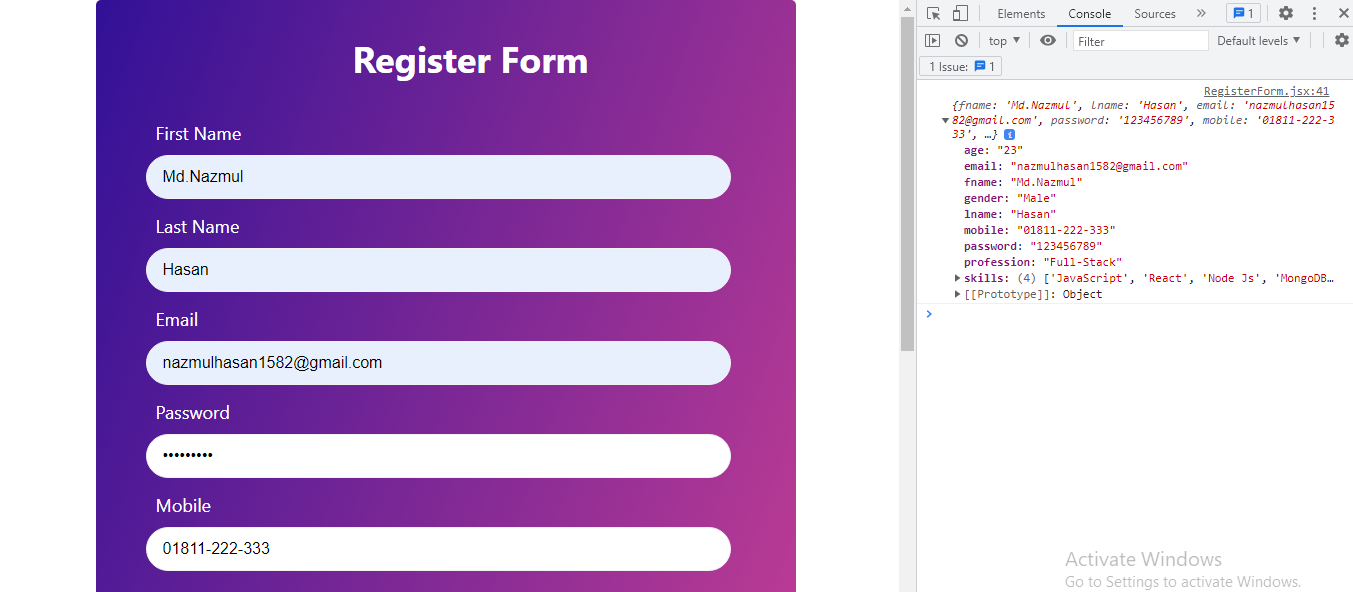 Register Form
First Name
Md.Nazmul
Last Name
Hasan
Email
nazmulhasan1582@gmail.com
Password
•••••••••
Mobile
01811-222-333
Elements Console Sources » 1
top ▼ Filter Default levels ▼
1 Issue: 1
RegisterForm.jsx:41
{fname: 'Md.Nazmul', lname: 'Hasan', email: 'nazmulhasan15
82@gmail.com', password: '123456789', mobile: '01811-222-3
33', …} i
age: "23"
email: "nazmulhasan1582@gmail.com"
fname: "Md.Nazmul"
gender: "Male"
lname: "Hasan"
mobile: "01811-222-333"
password: "123456789"
profession: "Full-Stack"
skills: (4) ['JavaScript', 'React', 'Node Js', 'MongoDB…
[[Prototype]]: Object
Activate Windows
Go to Settings to activate Windows.